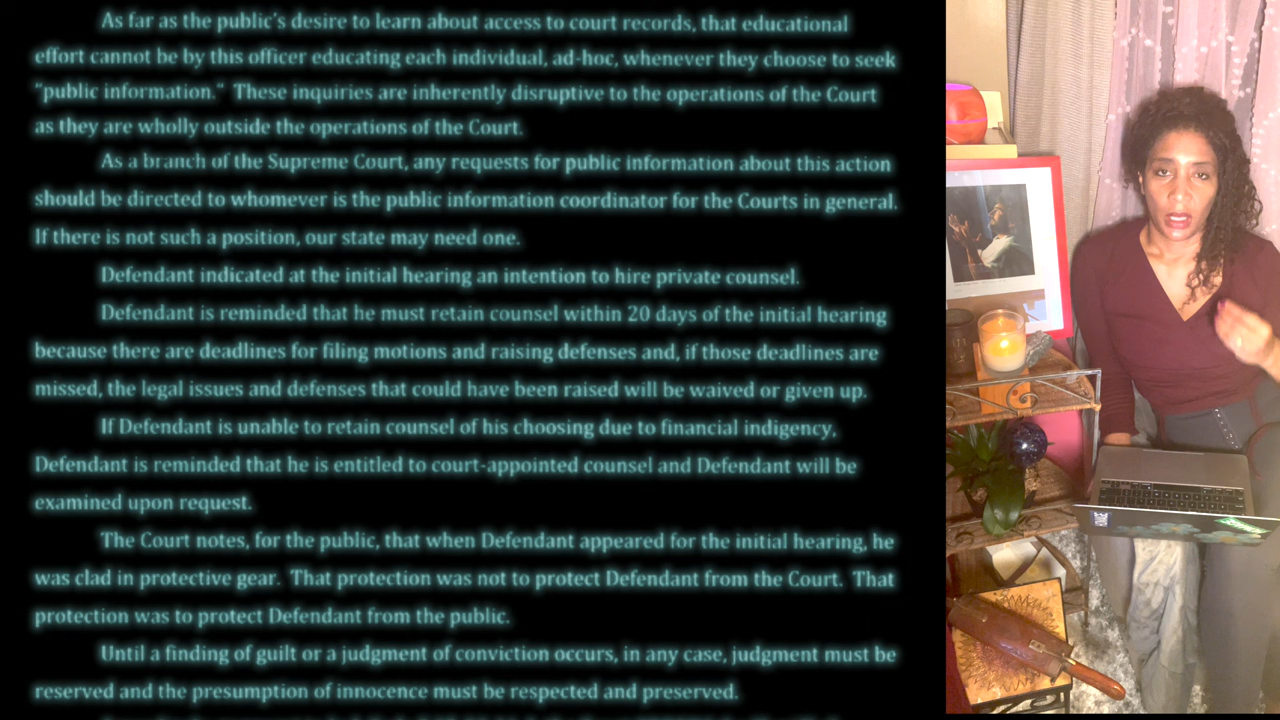 As far as the public's desire to learn about access to court records, that educational
effort cannot be by this officer educating each individual, ad-hoc, whenever they choose to seek
"public information." These inquiries are inherently disruptive to the operations of the Court
as they are wholly outside the operations of the Court.
As a branch of the Supreme Court, any requests for public information about this action
should be directed to whomever is the public information coordinator for the Courts in general.
If there is not such a position, our state may need one.
Defendant indicated at the initial hearing an intention to hire private counsel.
Defendant is reminded that he must retain counsel within 20 days of the initial hearing
because there are deadlines for filing motions and raising defenses and, if those deadlines are
missed, the legal issues and defenses that could have been raised will be waived or given up.
If Defendant is unable to retain counsel of his choosing due to financial indigency,
Defendant is reminded that he is entitled to court-appointed counsel and Defendant will be
examined upon request.
The Court notes, for the public, that when Defendant appeared for the initial hearing, he
was clad in protective gear. That protection was not to protect Defendant from the Court. That
protection was to protect Defendant from the public.
Until a finding of guilt or a judgment of conviction occurs, in any case, judgment must be
reserved and the presumption of innocence must be respected and preserved.